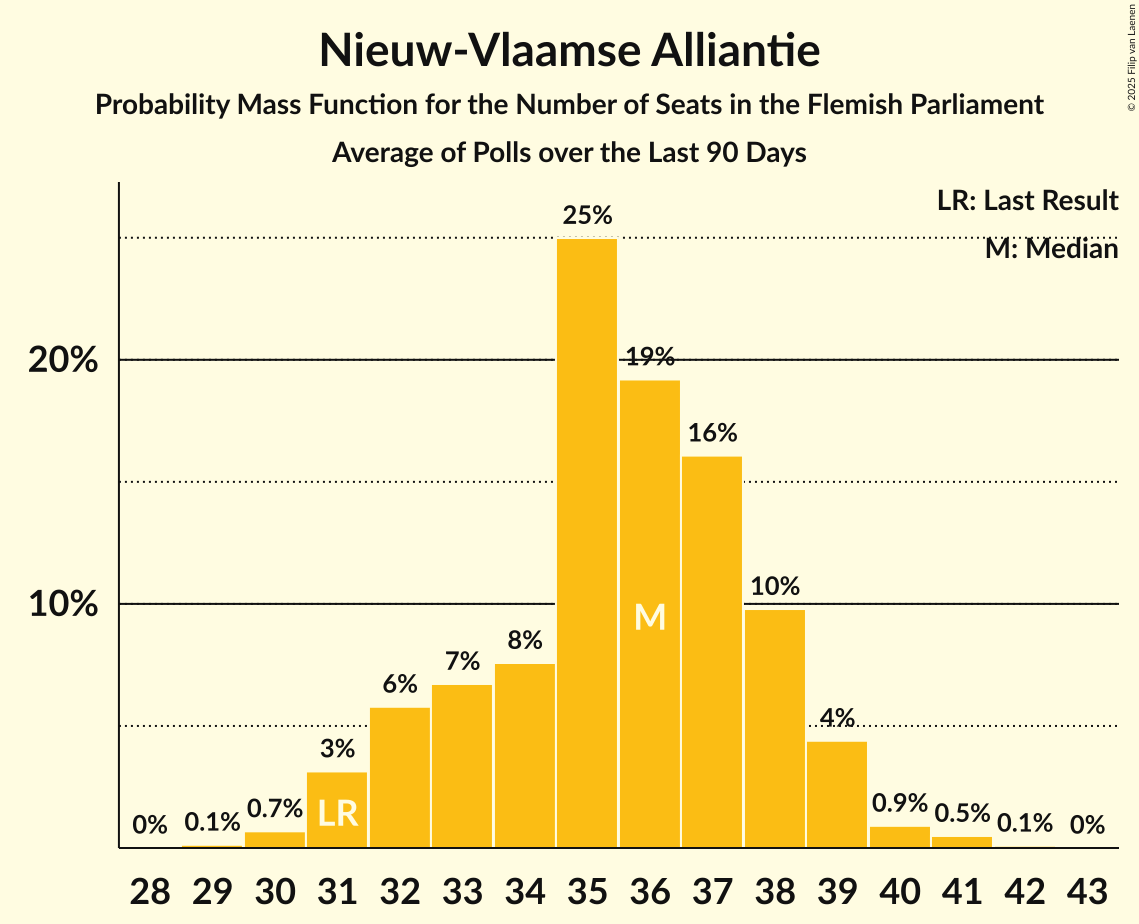 Nieuw-Vlaamse Alliantie
Probability Mass Function for the Number of Seats in the Flemish Parliament
Average of Polls over the Last 90 Days
© 2025 Filip van Laenen
LR: Last Result
M: Median
25%
20%
19%
16%
10%
10%
M
8%
7%
6%
4%
3%
LR
0%
0.1%
0.7%
0.9%
0.5%
0.1%
0%
28 29 30 31 32 33 34 35 36 37 38 39 40 41 42 43